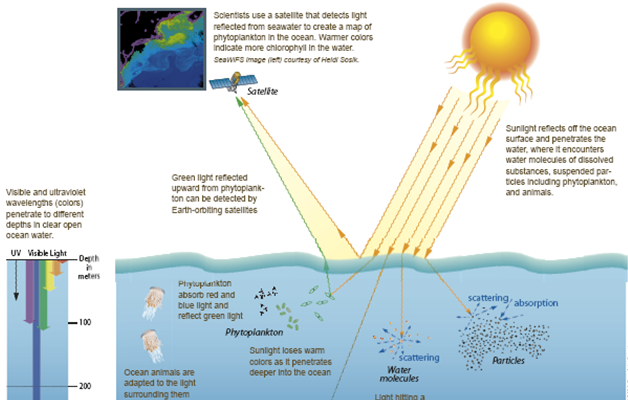 Scientists use a satellite that detects light
reflected from seawater to create a map of
phytoplankton in the ocean. Warmer colors
indicate more chlorophyll in the water.
SeaWiFS image (left) courtesy of Heidi Sosik.
Satellite
Sunlight reflects off the ocean
surface and penetrates the
water, where it encounters
water molecules of dissolved
substances, suspended par-
ticles including phytoplankton,
and animals.
Green light reflected
upward from phytoplank-
ton can be detected by
Earth-orbiting satellites
Visible and ultraviolet
wavelengths (colors)
penetrate to different
depths in clear open
ocean water.
UV Visible Light
Depth
in
meters
100
200
Phytoplankton
absorb red and
blue light and
reflect green light
Phytoplankton
Sunlight loses warm
colors as it penetrates
deeper into the ocean
Ocean animals are
adapted to the light
surrounding them
scattering
Water
molecules
scattering
absorption
Particles
Light hitting a